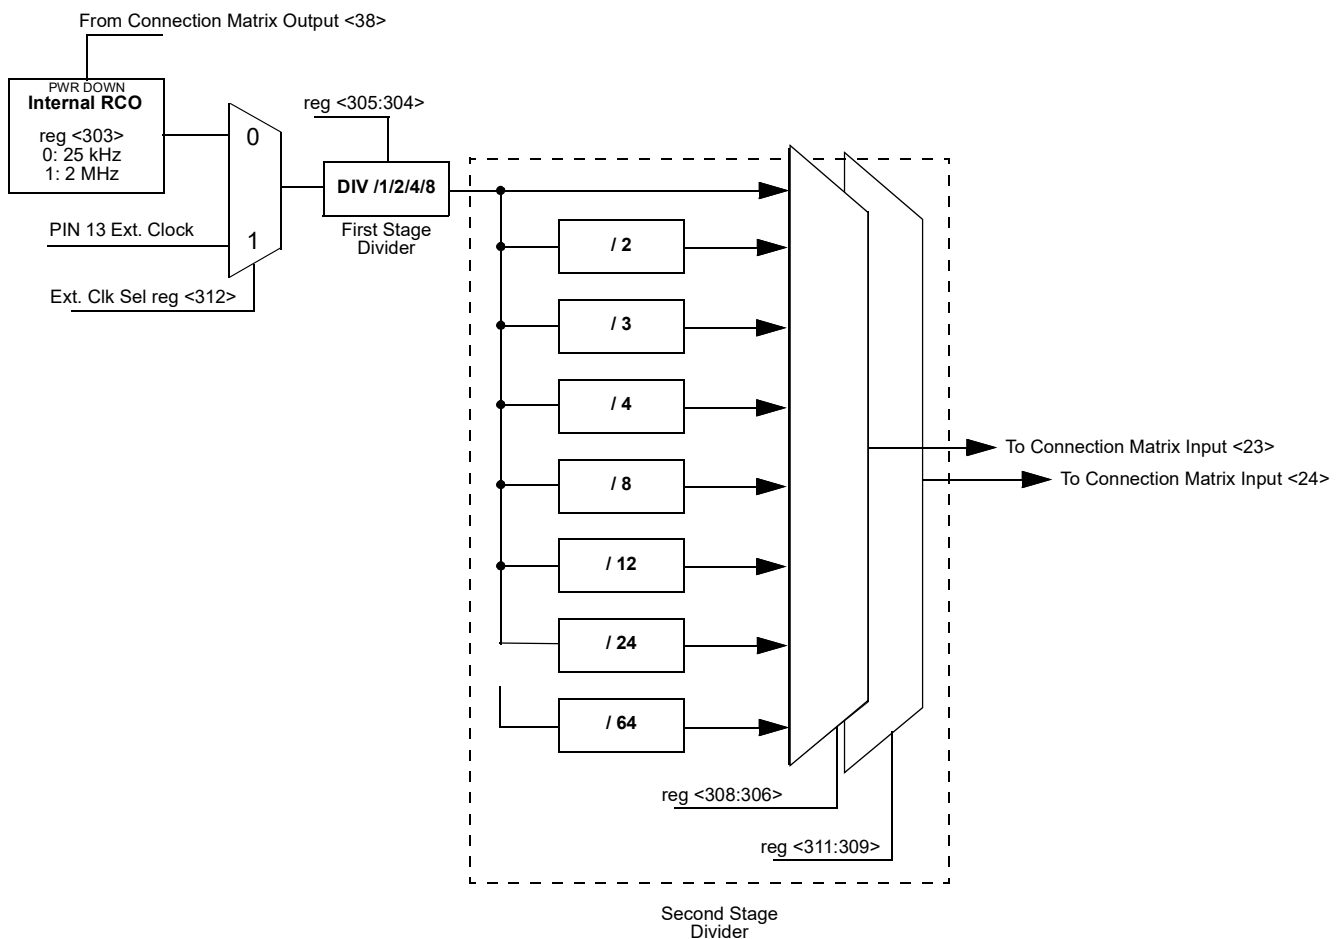 From Connection Matrix Output <38>
PWR DOWN
Internal RCO
reg <303>
0: 25 kHz
1: 2 MHz
0
1
PIN 13 Ext. Clock
Ext. Clk Sel reg <312>
reg <305:304>
DIV /1/2/4/8
First Stage
Divider
/ 2
/ 3
/ 4
/ 8
/ 12
/ 24
/ 64
To Connection Matrix Input <23>
To Connection Matrix Input <24>
reg <308:306>
reg <311:309>
Second Stage
Divider